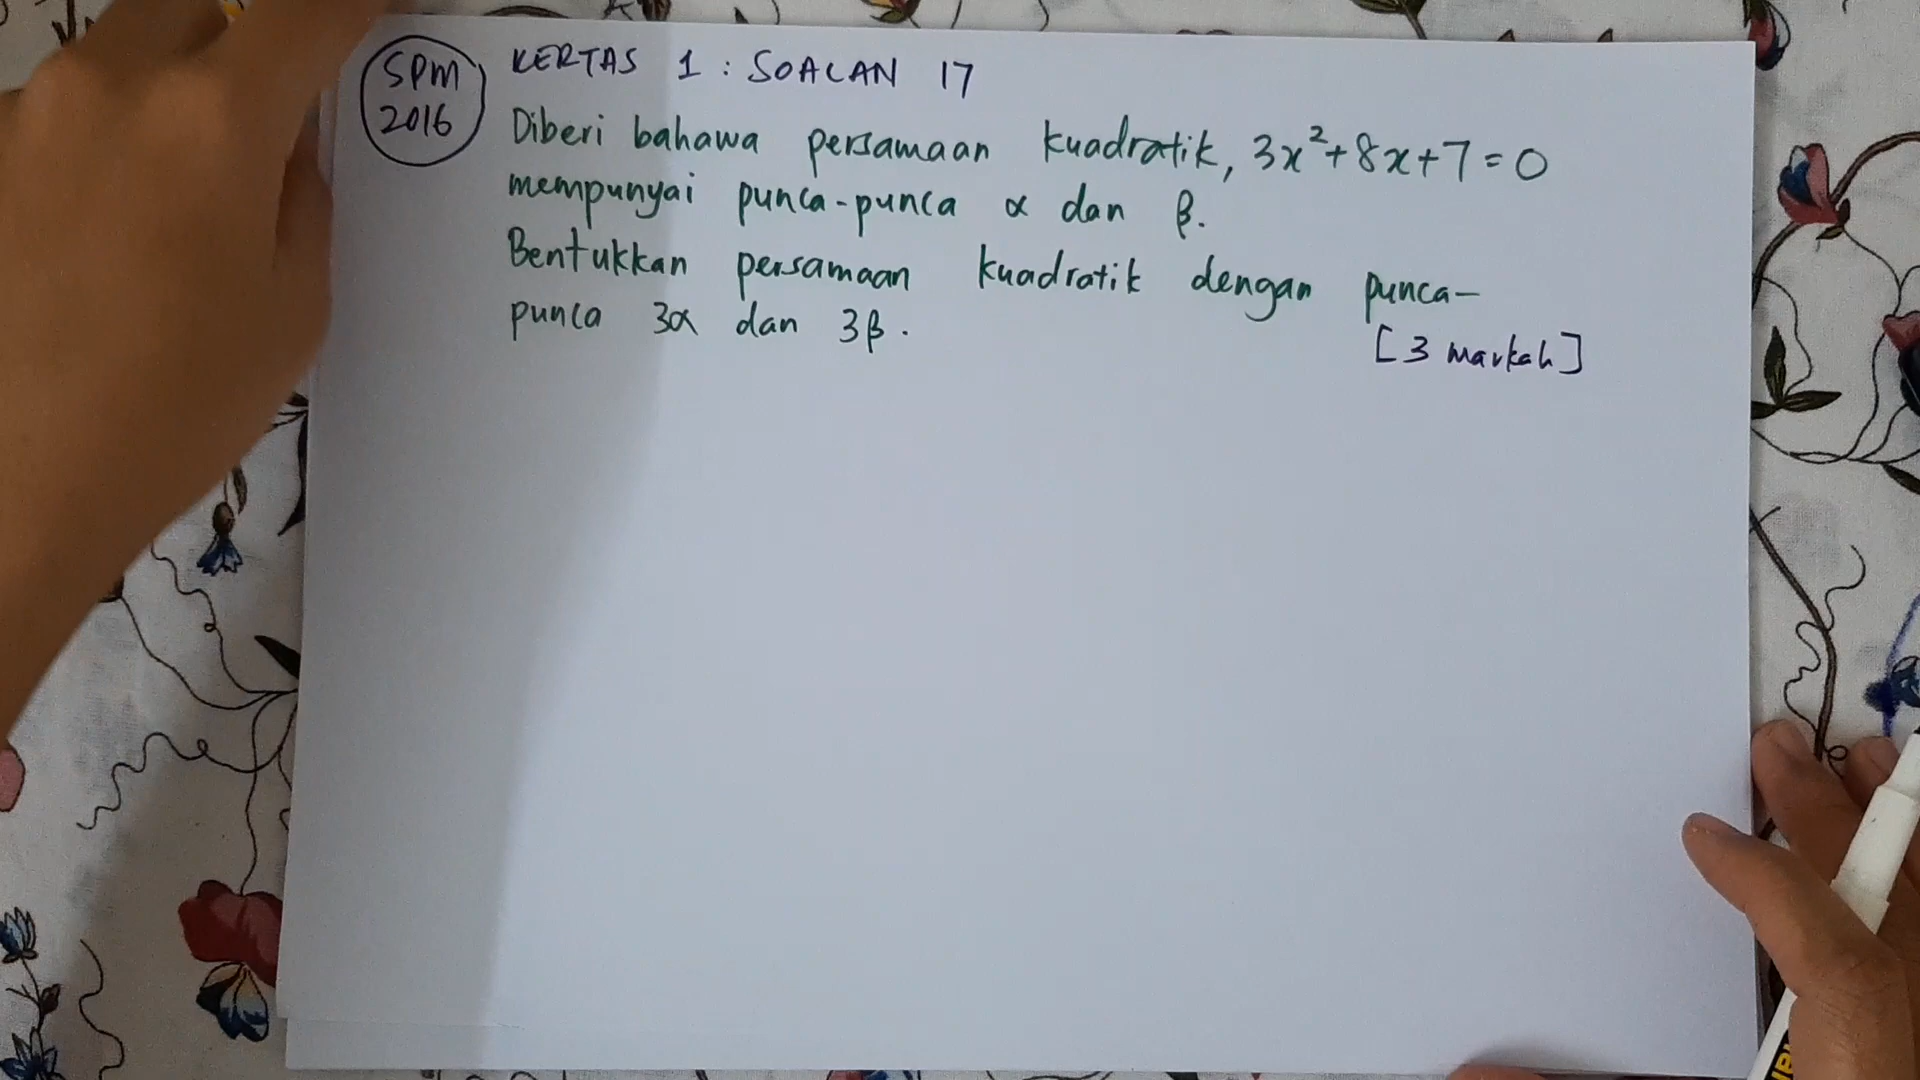 SPM
2016
KERTAS 1 : SOALAN 17
Diberi bahawa persamaan kuadratik, 3x²+8x+7=0
mempunyai punca-punca α dan β.
Bentukkan persamaan kuadratik dengan punca-
punca 3α dan 3β.
[3 markah]